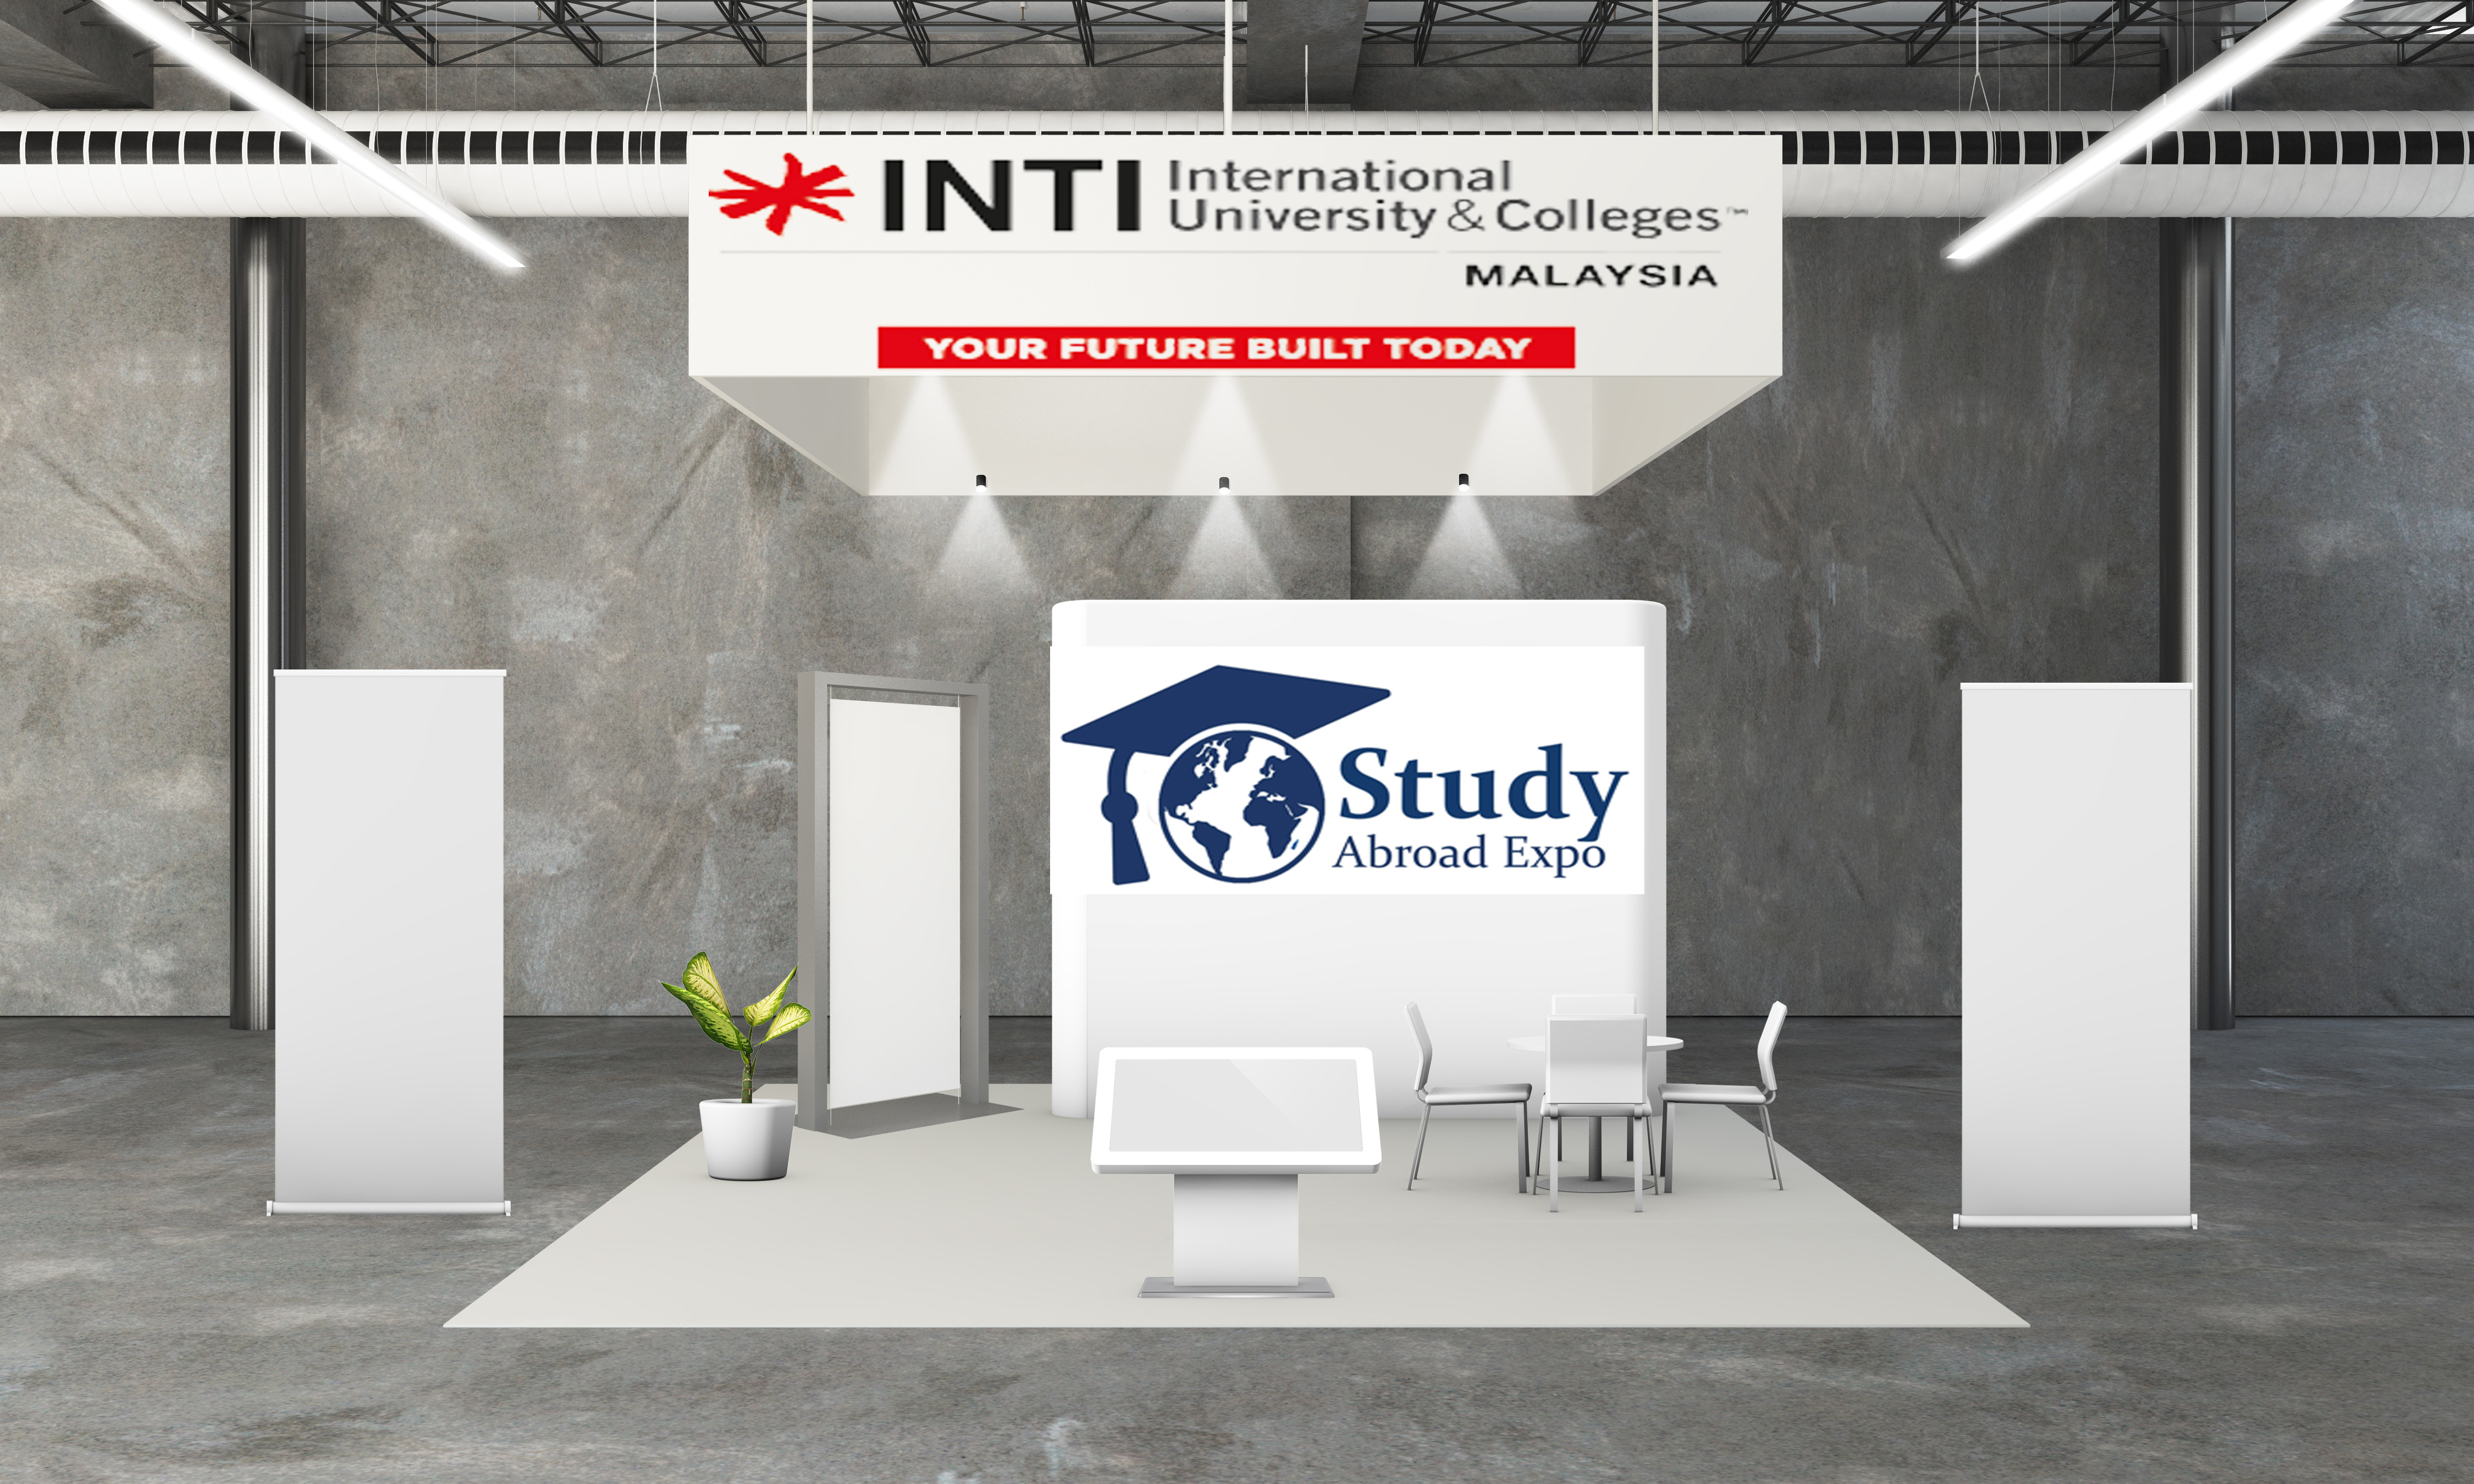 INTI International
University & Colleges™
MALAYSIA
YOUR FUTURE BUILT TODAY
Study
Abroad Expo